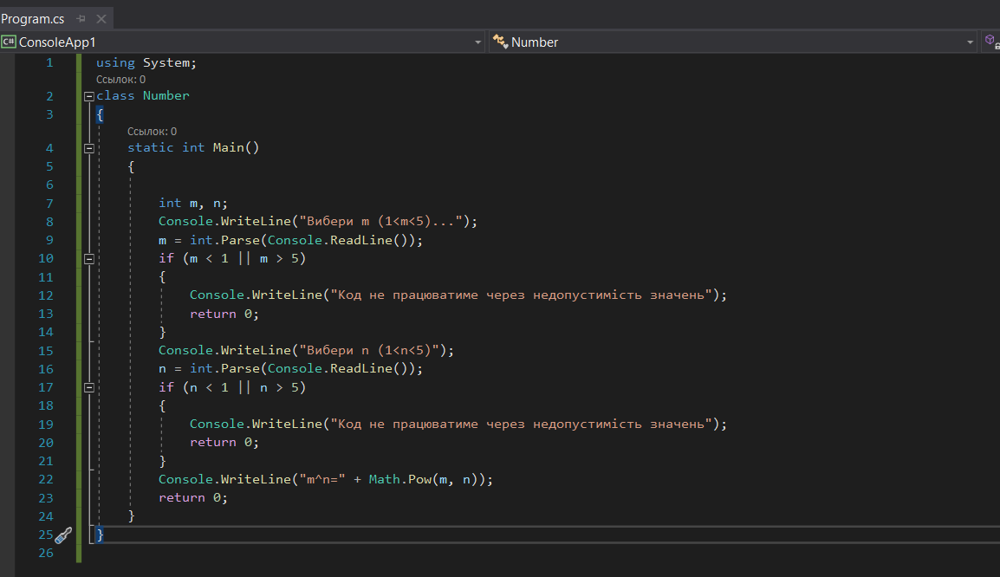 Program.cs
C# ConsoleApp1
Number
1 using System;
Ссылок: 0
2 class Number
3 {
Ссылок: 0
4 static int Main()
5 {
6
7 int m, n;
8 Console.WriteLine("Вибери m (1<m<5)...");
9 m = int.Parse(Console.ReadLine());
10 if (m < 1 || m > 5)
11 {
12 Console.WriteLine("Код не працюватиме через недопустимість значень");
13 return 0;
14 }
15 Console.WriteLine("Вибери n (1<n<5)");
16 n = int.Parse(Console.ReadLine());
17 if (n < 1 || n > 5)
18 {
19 Console.WriteLine("Код не працюватиме через недопустимість значень");
20 return 0;
21 }
22 Console.WriteLine("m^n=" + Math.Pow(m, n));
23 return 0;
24 }
25 }
26